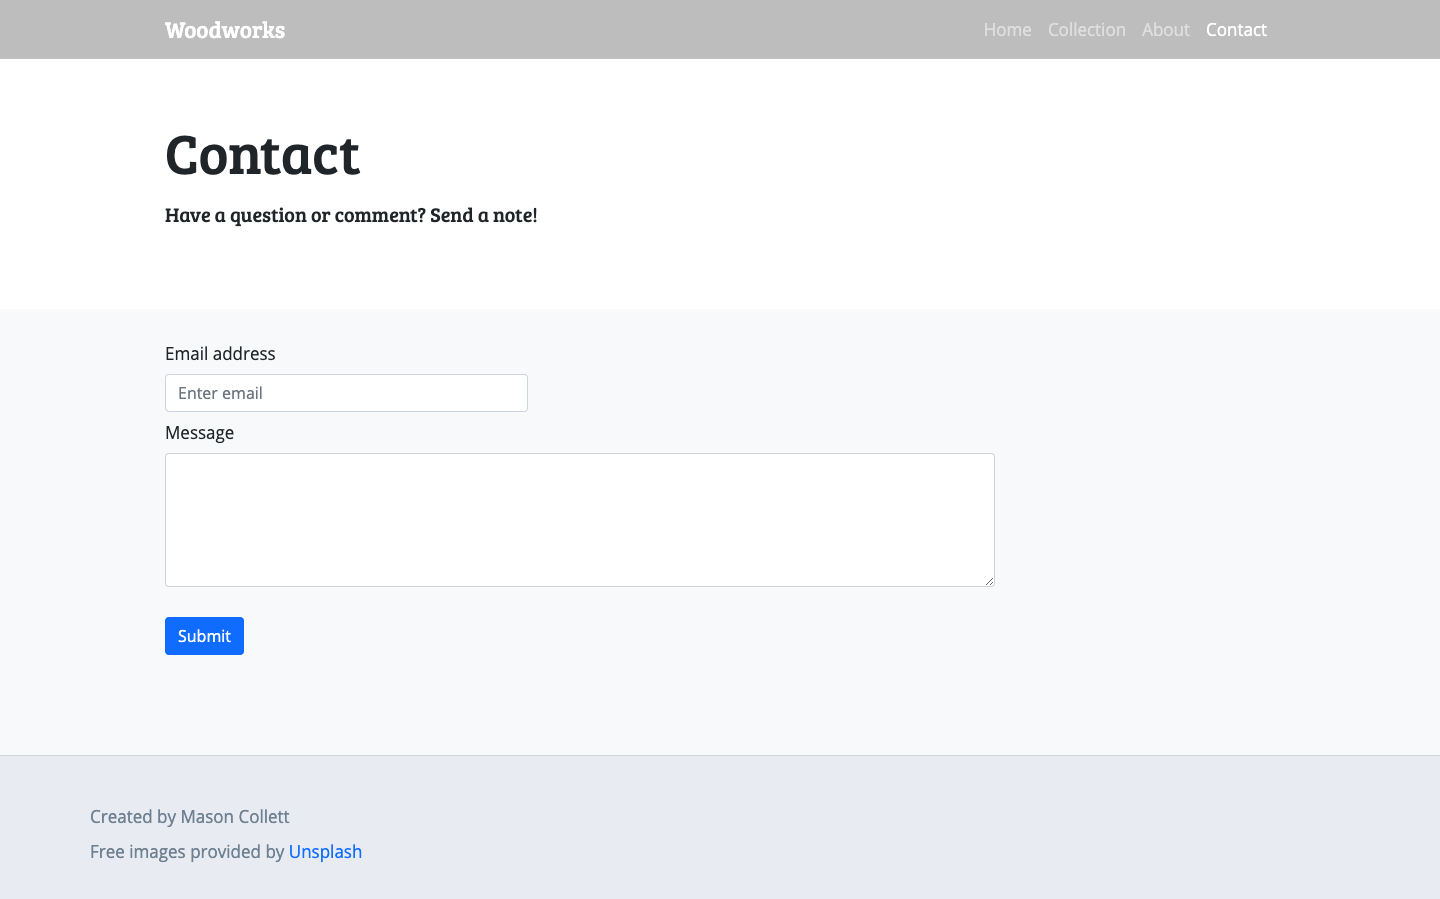 Woodworks
Home Collection About Contact
Contact
Have a question or comment? Send a note!
Email address
Enter email
Message
Submit
Created by Mason Collett
Free images provided by Unsplash